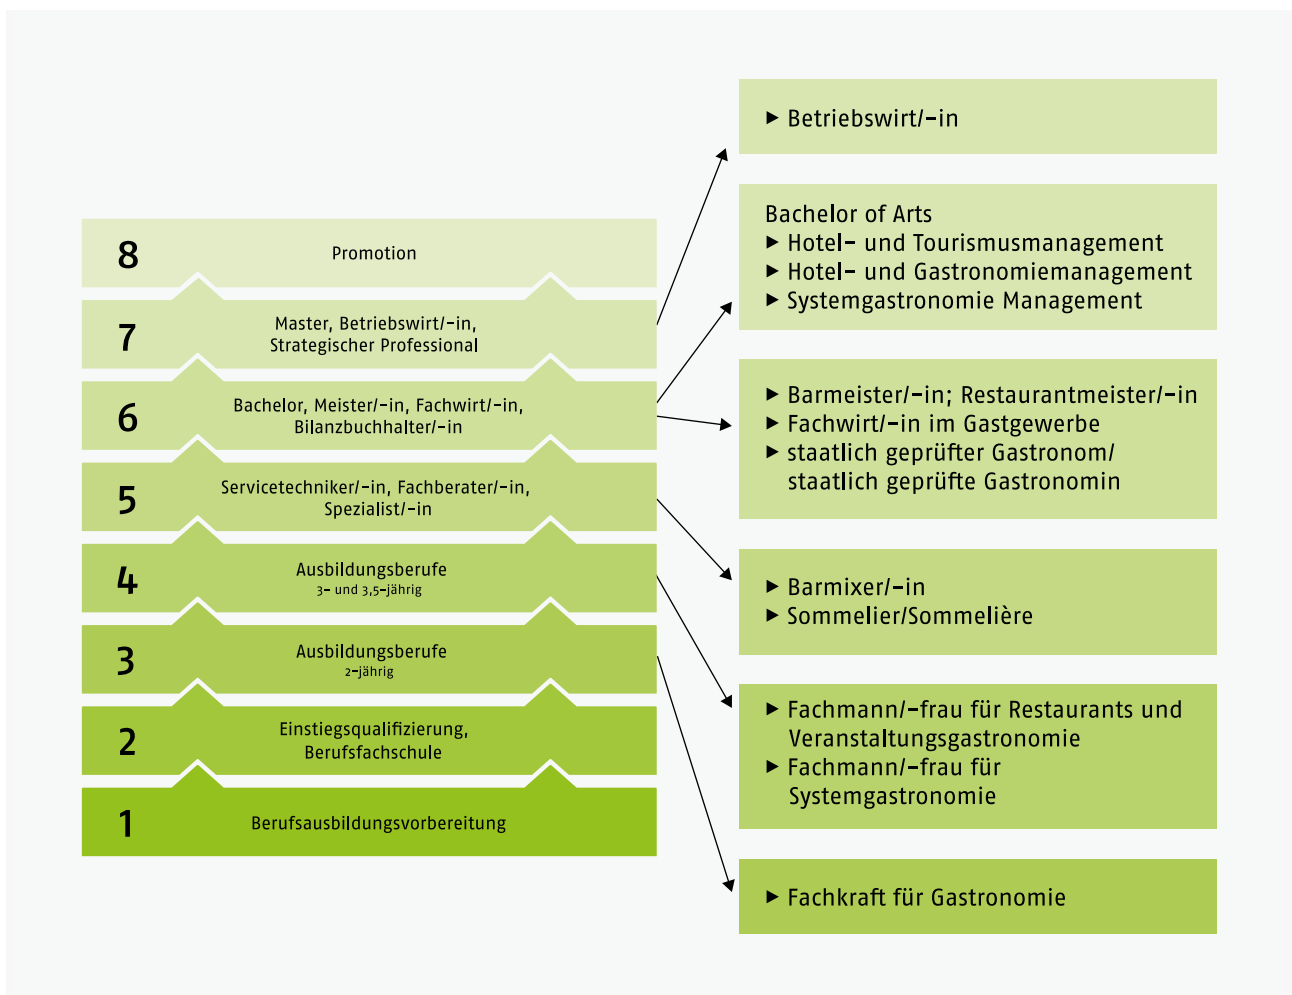 8
Promotion
7
Master, Betriebswirt/-in,
Strategischer Professional
6
Bachelor, Meister/-in, Fachwirt/-in,
Bilanzbuchhalter/-in
5
Servicetechniker/-in, Fachberater/-in,
Spezialist/-in
4
Ausbildungsberufe
3- und 3,5-jährig
3
Ausbildungsberufe
2-jährig
2
Einstiegsqualifizierung,
Berufsfachschule
1
Berufsausbildungsvorbereitung
▶ Betriebswirt/-in
Bachelor of Arts
▶ Hotel- und Tourismusmanagement
▶ Hotel- und Gastronomiemanagement
▶ Systemgastronomie Management
▶ Barmeister/-in; Restaurantmeister/-in
▶ Fachwirt/-in im Gastgewerbe
▶ staatlich geprüfter Gastronom/
staatlich geprüfte Gastronomin
▶ Barmixer/-in
▶ Sommelier/Sommelière
▶ Fachmann/-frau für Restaurants und
Veranstaltungsgastronomie
▶ Fachmann/-frau für
Systemgastronomie
▶ Fachkraft für Gastronomie